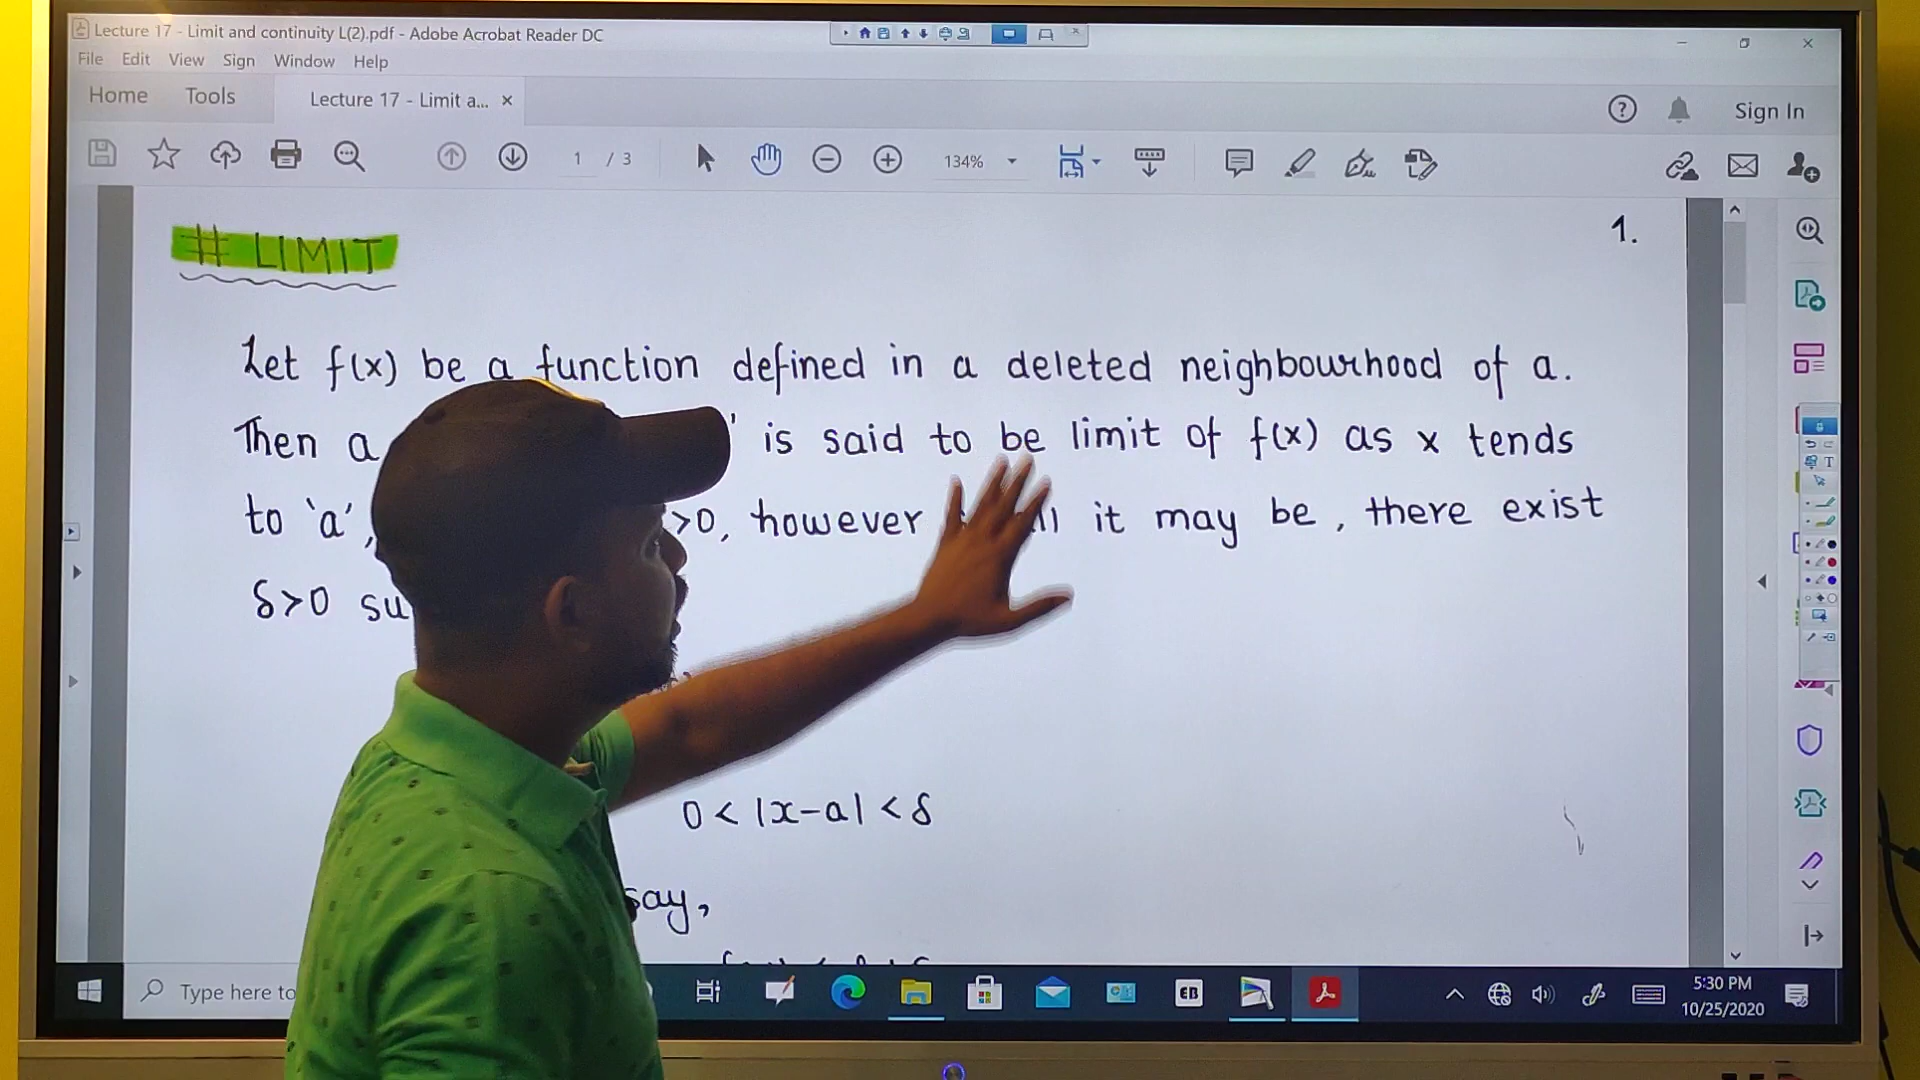 Lecture 17 - Limit and continuity L(2).pdf - Adobe Acrobat Reader DC
File Edit View Sign Window Help
Home Tools Lecture 17 - Limit a... ×
Sign In
1 / 3 134%
# LIMIT
1.
Let f(x) be a function defined in a deleted neighbourhood of a.
Then a ' is said to be limit of f(x) as x tends
to 'a', >0, however it may be, there exist
δ>0
0 < |x-a| < δ
say,
Type here to
5:30 PM
10/25/2020